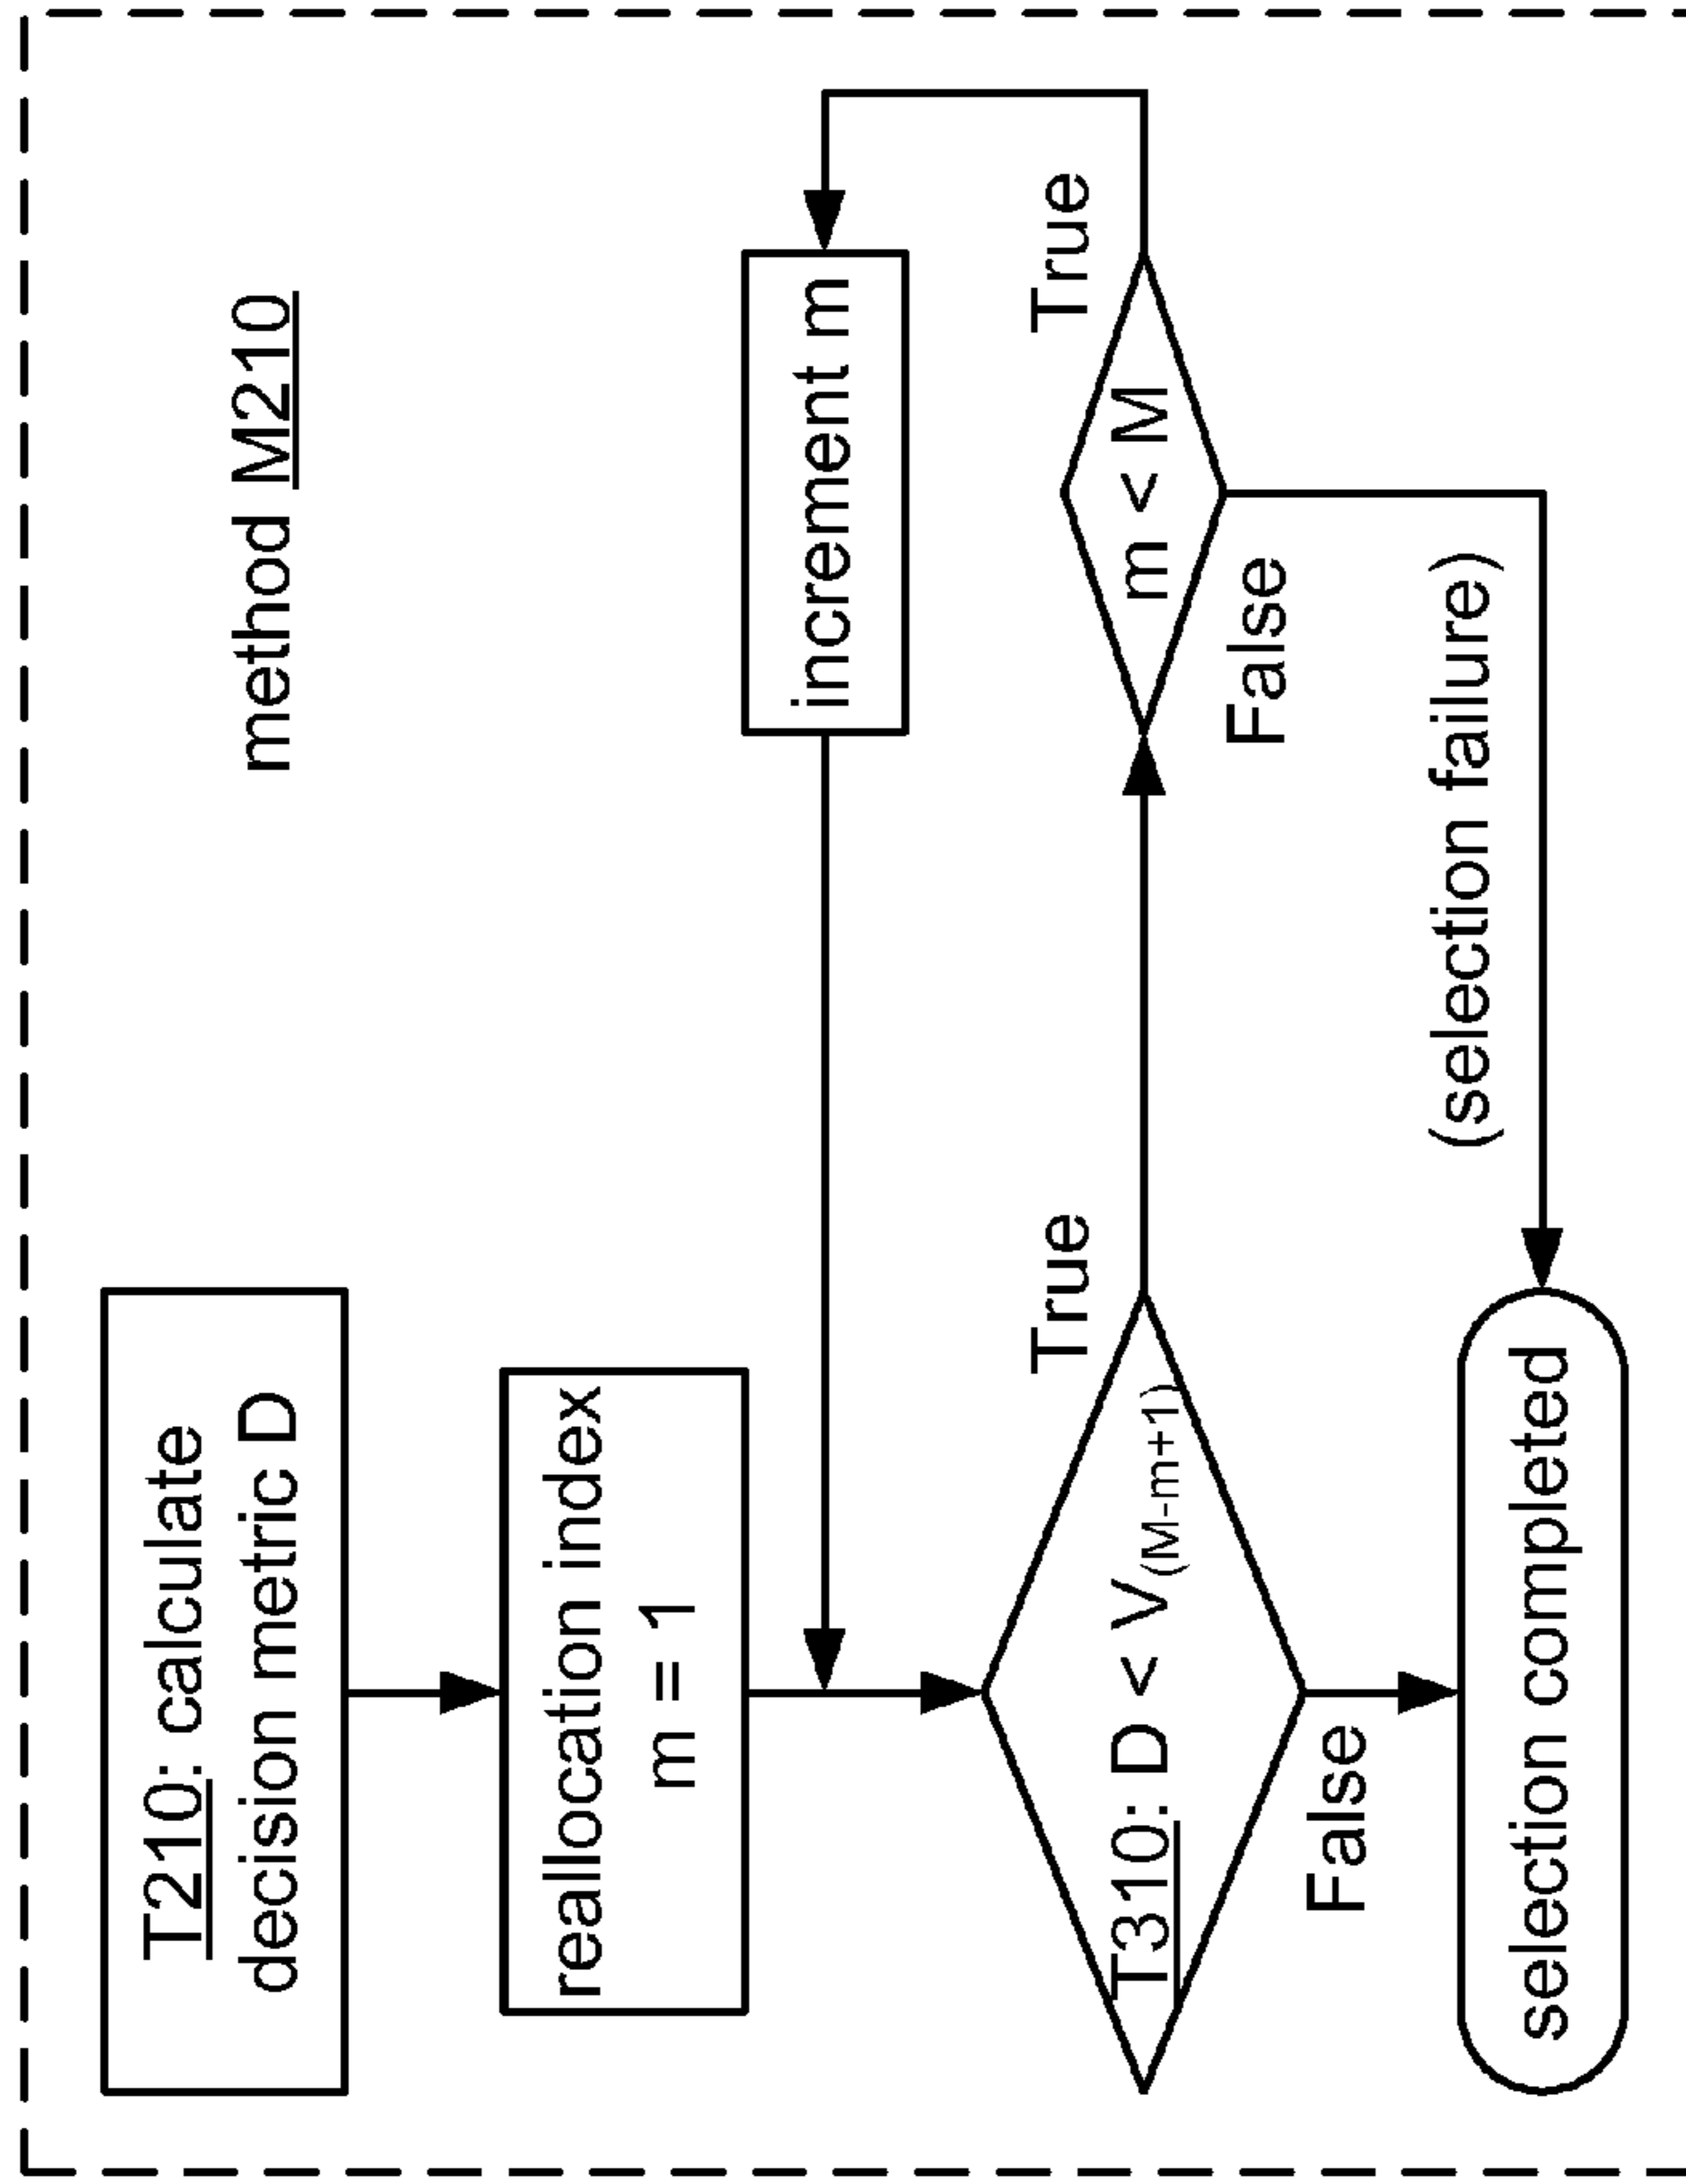 method M210
T210: calculate
decision metric D
reallocation index
m = 1
increment m
T310: D < V(M-m+1)
True
m < M
True
False
False
(selection failure)
selection completed